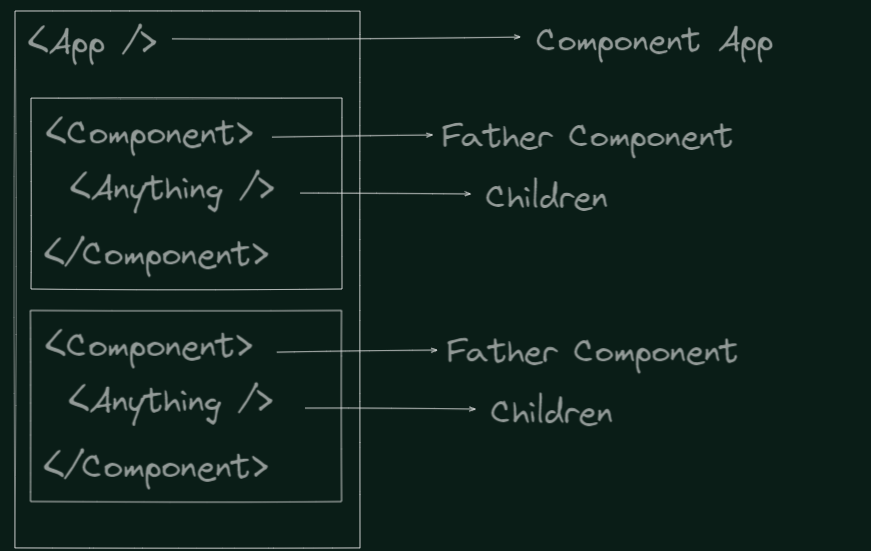 <App />
Component App
<Component>
Father Component
<Anything />
Children
</Component>
<Component>
Father Component
<Anything />
Children
</Component>